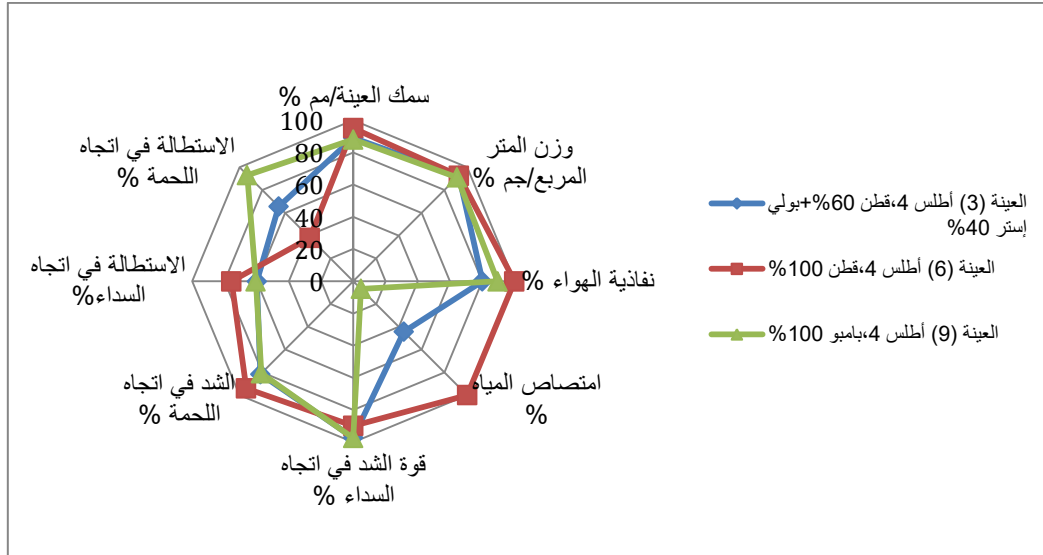 سمك العينة/مم %
وزن المتر
المربع/جم %
نفاذية الهواء %
امتصاص المياه
%
قوة الشد في اتجاه
السداء %
الشد في اتجاه
اللحمة %
الاستطالة في اتجاه
السداء%
الاستطالة في اتجاه
اللحمة %
100
80
60
40
20
0
العينة (3) أطلس 4،قطن 60%+بولي
إستر 40%
العينة (6) أطلس 4،قطن 100%
العينة (9) أطلس 4،بامبو 100%